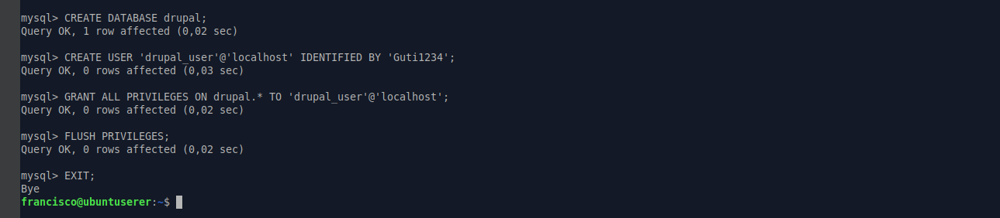 mysql> CREATE DATABASE drupal;
Query OK, 1 row affected (0,02 sec)
mysql> CREATE USER 'drupal_user'@'localhost' IDENTIFIED BY 'Guti1234';
Query OK, 0 rows affected (0,03 sec)
mysql> GRANT ALL PRIVILEGES ON drupal.* TO 'drupal_user'@'localhost';
Query OK, 0 rows affected (0,02 sec)
mysql> FLUSH PRIVILEGES;
Query OK, 0 rows affected (0,02 sec)
mysql> EXIT;
Bye
francisco@ubuntuserer:~$